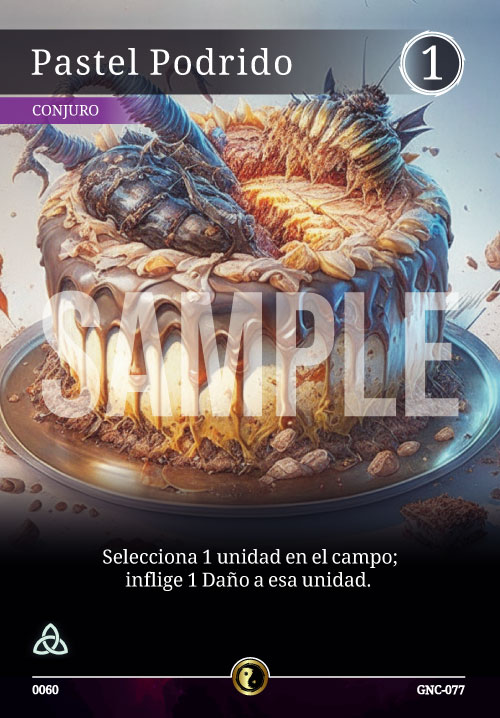 Pastel Podrido
1
CONJURO
SAMPLE
Selecciona 1 unidad en el campo;
inflige 1 Daño a esa unidad.
0060
GNC-077